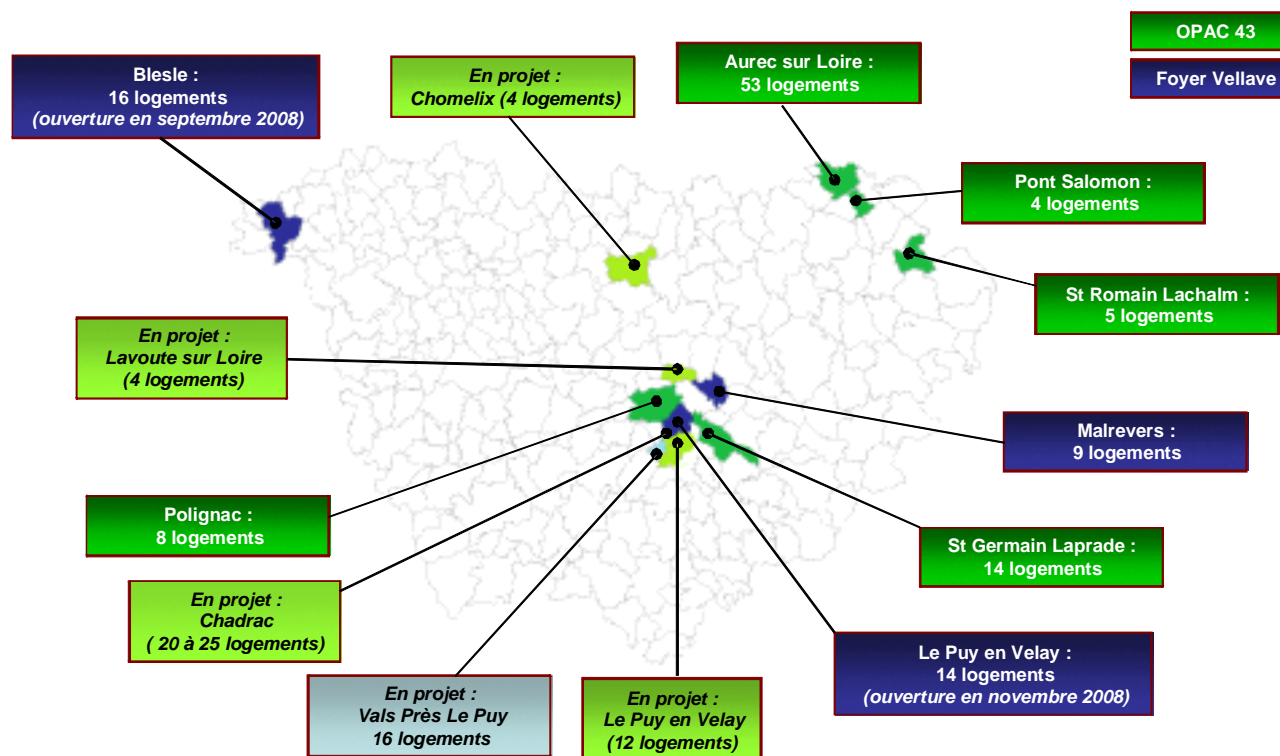 OPAC 43
Foyer Vellave
Blesle :
16 logements
(ouverture en septembre 2008)
En projet :
Chomelix (4 logements)
Aurec sur Loire :
53 logements
Pont Salomon :
4 logements
St Romain Lachalm :
5 logements
En projet :
Lavoute sur Loire
(4 logements)
Malrevers :
9 logements
Polignac :
8 logements
St Germain Laprade :
14 logements
En projet :
Chadrac
( 20 à 25 logements)
Le Puy en Velay :
14 logements
(ouverture en novembre 2008)
En projet :
Vals Près Le Puy
16 logements
En projet :
Le Puy en Velay
(12 logements)